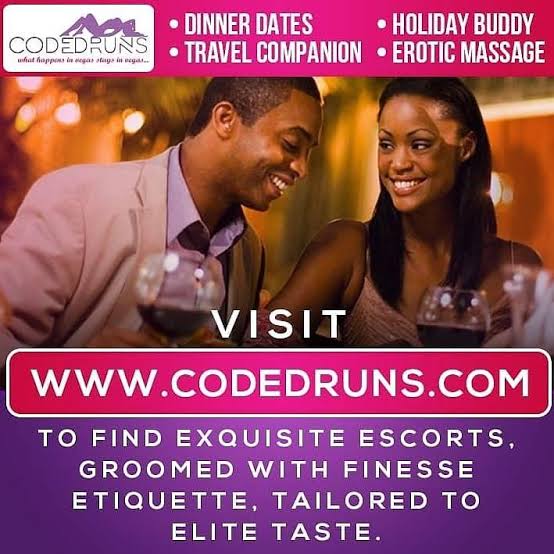 CODEDRUNS
what happens in vegas stays in vegas...
• DINNER DATES
• TRAVEL COMPANION
• HOLIDAY BUDDY
• EROTIC MASSAGE
VISIT
WWW.CODEDRUNS.COM
TO FIND EXQUISITE ESCORTS,
GROOMED WITH FINESSE
ETIQUETTE, TAILORED TO
ELITE TASTE.